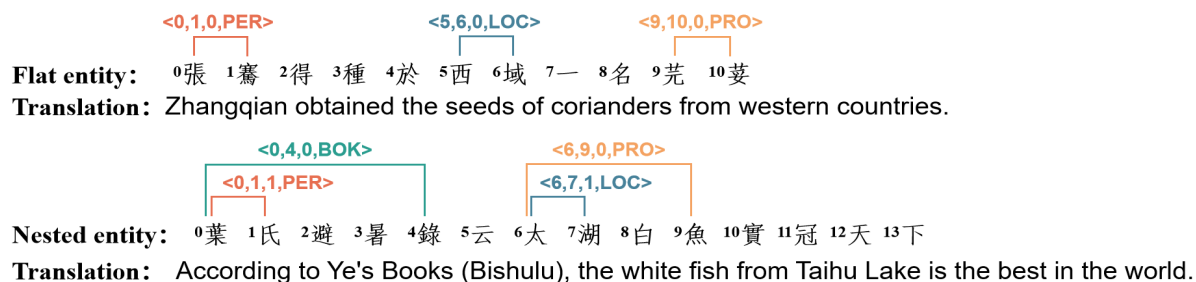 <0,1,0,PER> <5,6,0,LOC> <9,10,0,PRO>
Flat entity: ⁰張 ¹騫 ²得 ³種 ⁴於 ⁵西 ⁶域 ⁷一 ⁸名 ⁹芫 ¹⁰荽
Translation: Zhangqian obtained the seeds of corianders from western countries.
<0,4,0,BOK> <6,9,0,PRO>
<0,1,1,PER> <6,7,1,LOC>
Nested entity: ⁰葉 ¹氏 ²避 ³暑 ⁴錄 ⁵云 ⁶太 ⁷湖 ⁸白 ⁹魚 ¹⁰實 ¹¹冠 ¹²天 ¹³下
Translation: According to Ye's Books (Bishulu), the white fish from Taihu Lake is the best in the world.